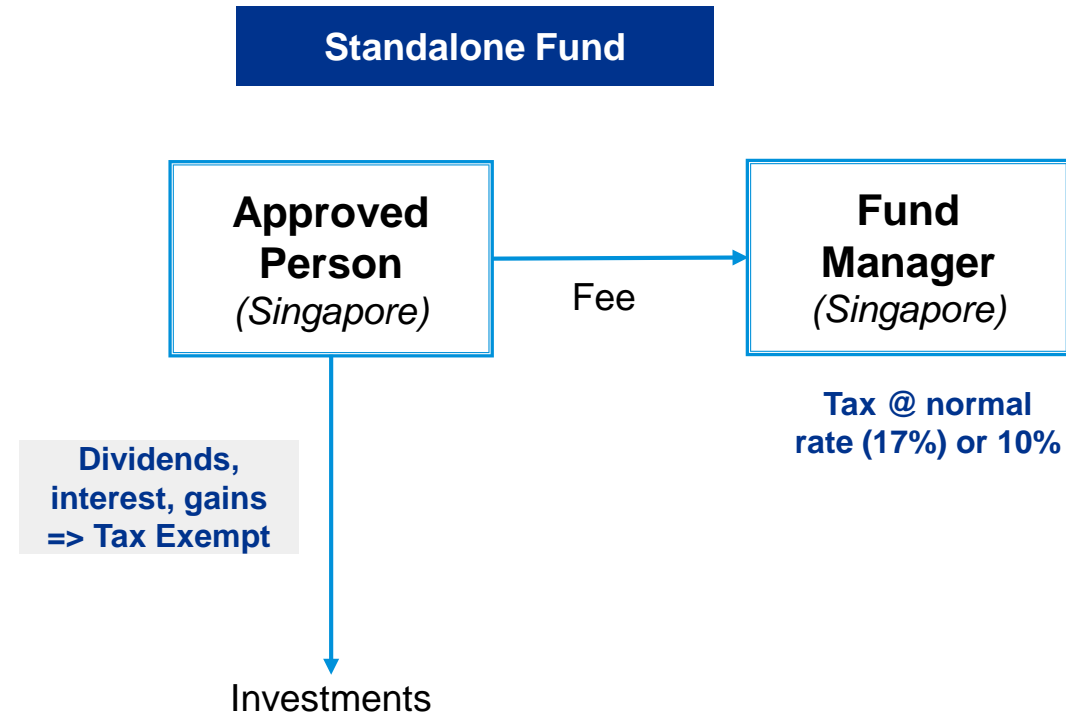 Standalone Fund
Approved
Person
(Singapore)
Fee
Fund
Manager
(Singapore)
Tax @ normal
rate (17%) or 10%
Dividends,
interest, gains
=> Tax Exempt
Investments